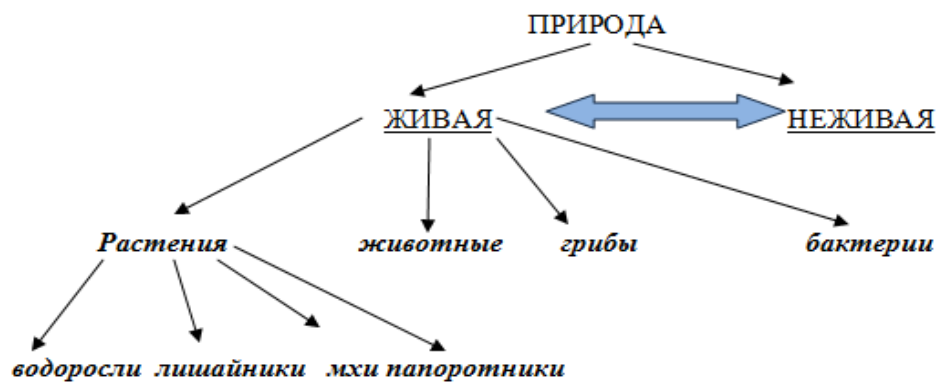 ПРИРОДА
ЖИВАЯ НЕЖИВАЯ
Растения животные грибы бактерии
водоросли лишайники мхи папоротники